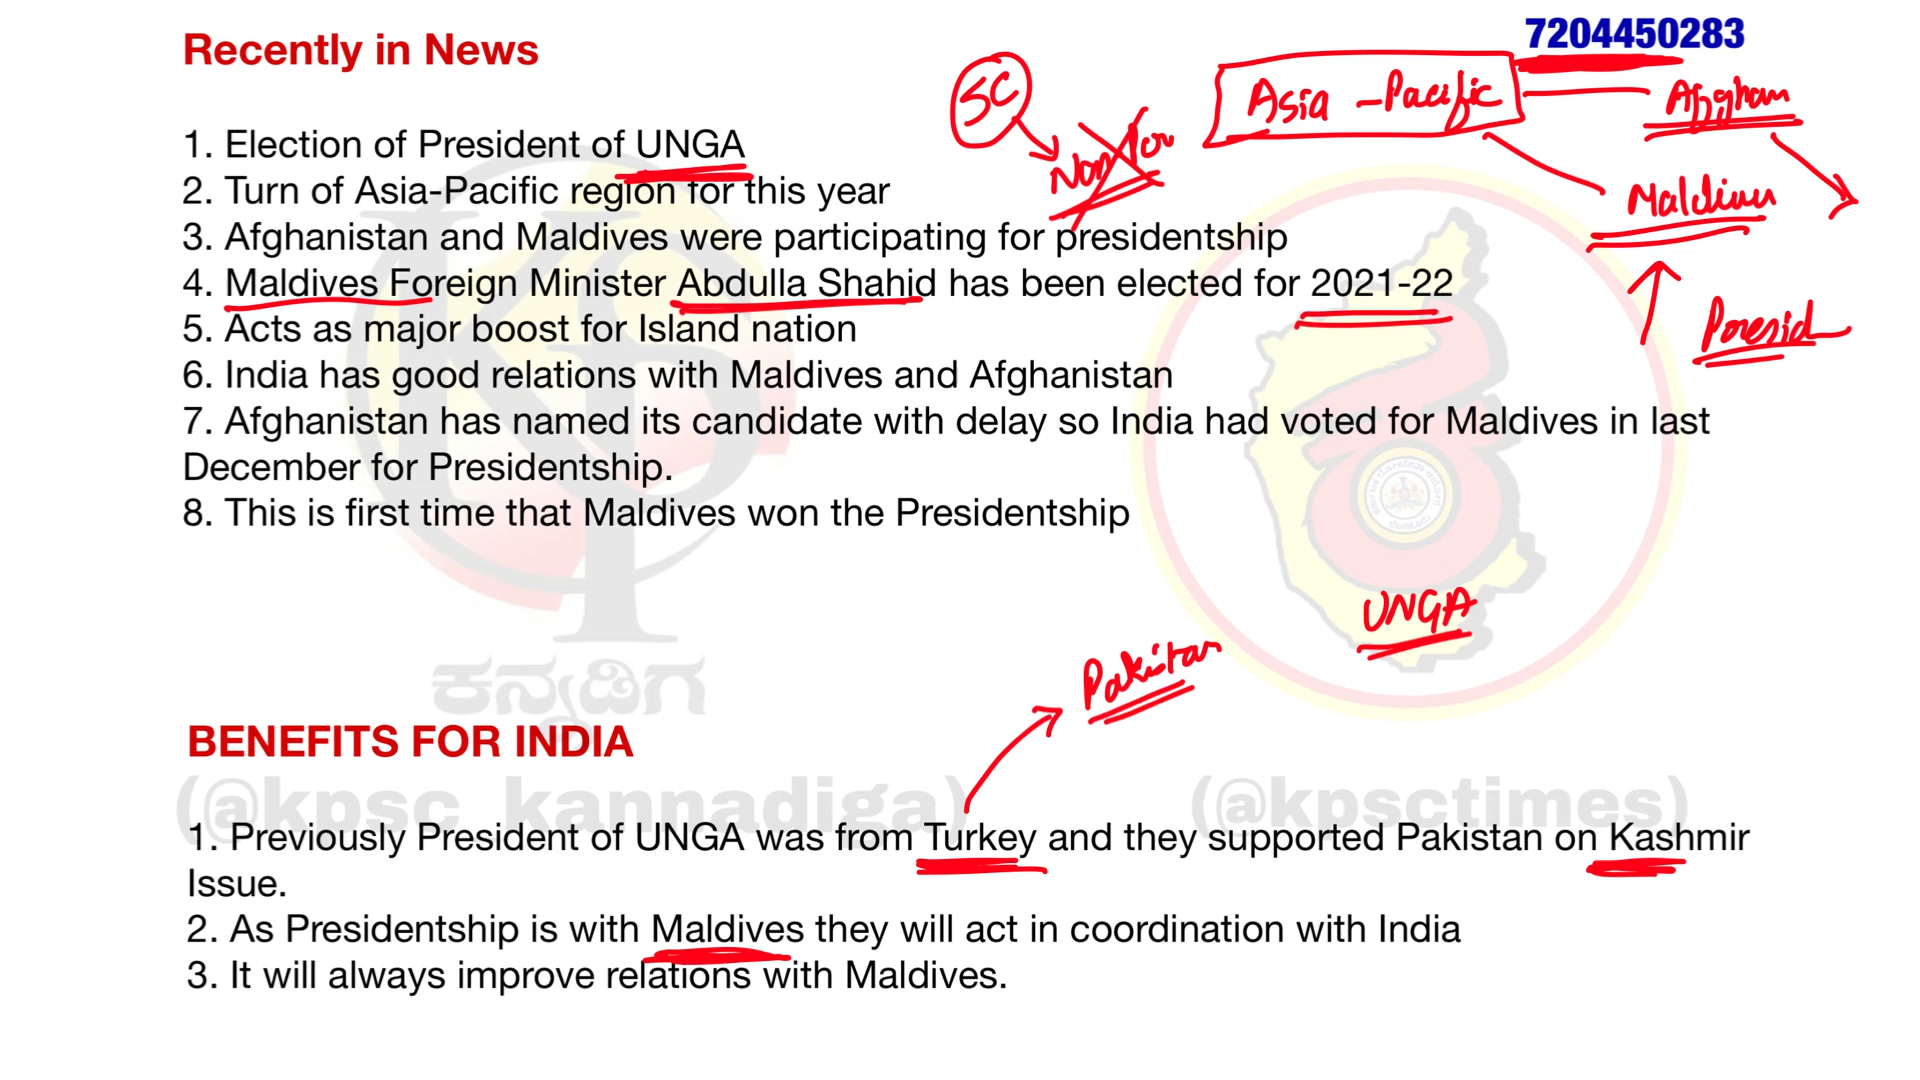 7204450283
Recently in News
SC
Asia - Pacific
Afghan
Maldives
Presid
1. Election of President of UNGA
2. Turn of Asia-Pacific region for this year
3. Afghanistan and Maldives were participating for presidentship
4. Maldives Foreign Minister Abdulla Shahid has been elected for 2021-22
5. Acts as major boost for Island nation
6. India has good relations with Maldives and Afghanistan
7. Afghanistan has named its candidate with delay so India had voted for Maldives in last
December for Presidentship.
8. This is first time that Maldives won the Presidentship
UNGA
Pakistan
ಕನ್ನಡಿಗ
BENEFITS FOR INDIA
(@kpsc_kannadiga) (@kpsctimes)
1. Previously President of UNGA was from Turkey and they supported Pakistan on Kashmir
Issue.
2. As Presidentship is with Maldives they will act in coordination with India
3. It will always improve relations with Maldives.